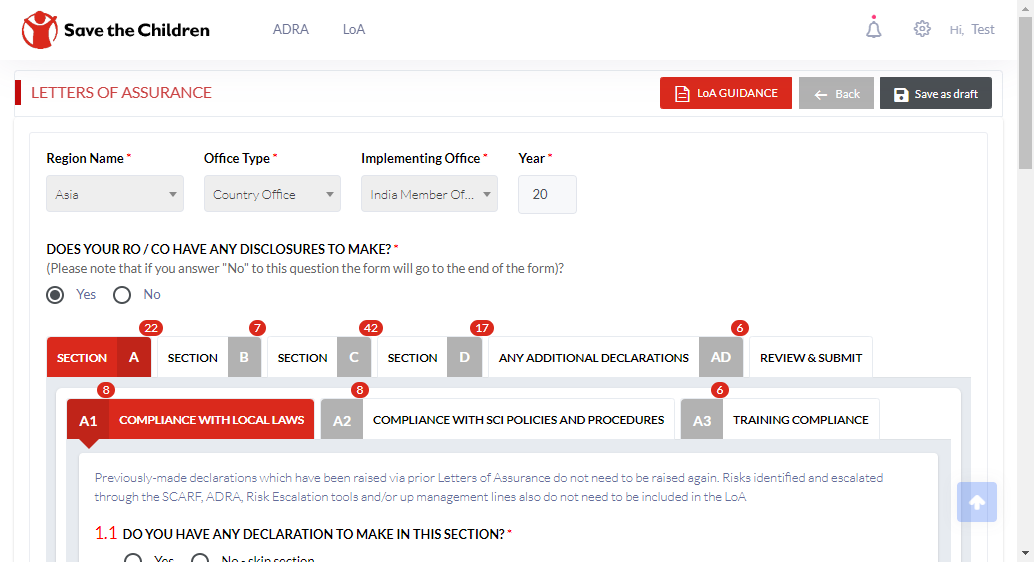 Save the Children
ADRA LoA
Hi, Test
LETTERS OF ASSURANCE
LoA GUIDANCE
Back
Save as draft
Region Name * Office Type * Implementing Office * Year *
Asia Country Office India Member Of... 20
DOES YOUR RO / CO HAVE ANY DISCLOSURES TO MAKE? *
(Please note that if you answer "No" to this question the form will go to the end of the form)?
Yes No
22 7 42 17 6
SECTION A SECTION B SECTION C SECTION D ANY ADDITIONAL DECLARATIONS AD REVIEW & SUBMIT
8 8 6
A1 COMPLIANCE WITH LOCAL LAWS A2 COMPLIANCE WITH SCI POLICIES AND PROCEDURES A3 TRAINING COMPLIANCE
Previously-made declarations which have been raised via prior Letters of Assurance do not need to be raised again. Risks identified and escalated
through the SCARF, ADRA, Risk Escalation tools and/or up management lines also do not need to be included in the LoA
1.1 DO YOU HAVE ANY DECLARATION TO MAKE IN THIS SECTION? *
Yes No - skip section